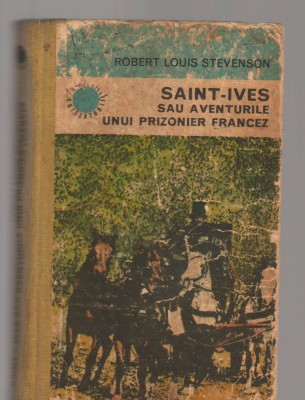 ROBERT LOUIS STEVENSON
SAINT-IVES
SAU AVENTURILE
UNUI PRIZONIER FRANCEZ